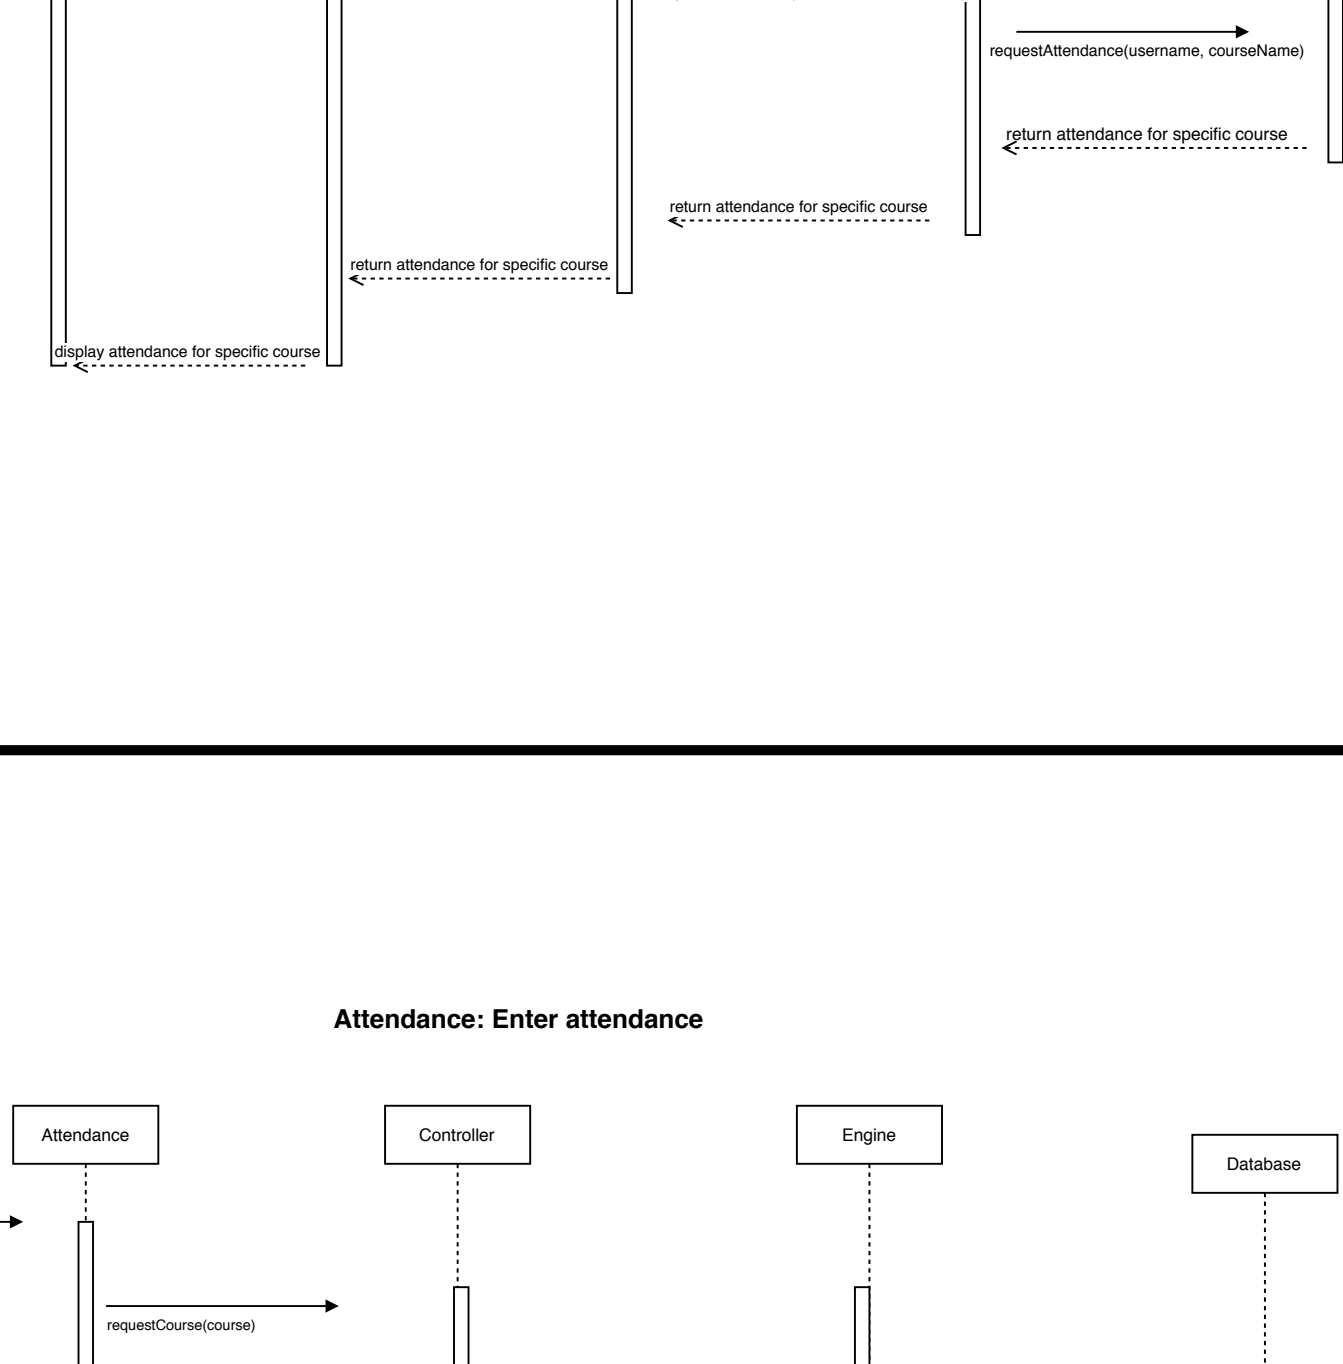 requestAttendance(username, courseName)
return attendance for specific course
return attendance for specific course
return attendance for specific course
display attendance for specific course
Attendance: Enter attendance
Attendance
Controller
Engine
Database
requestCourse(course)